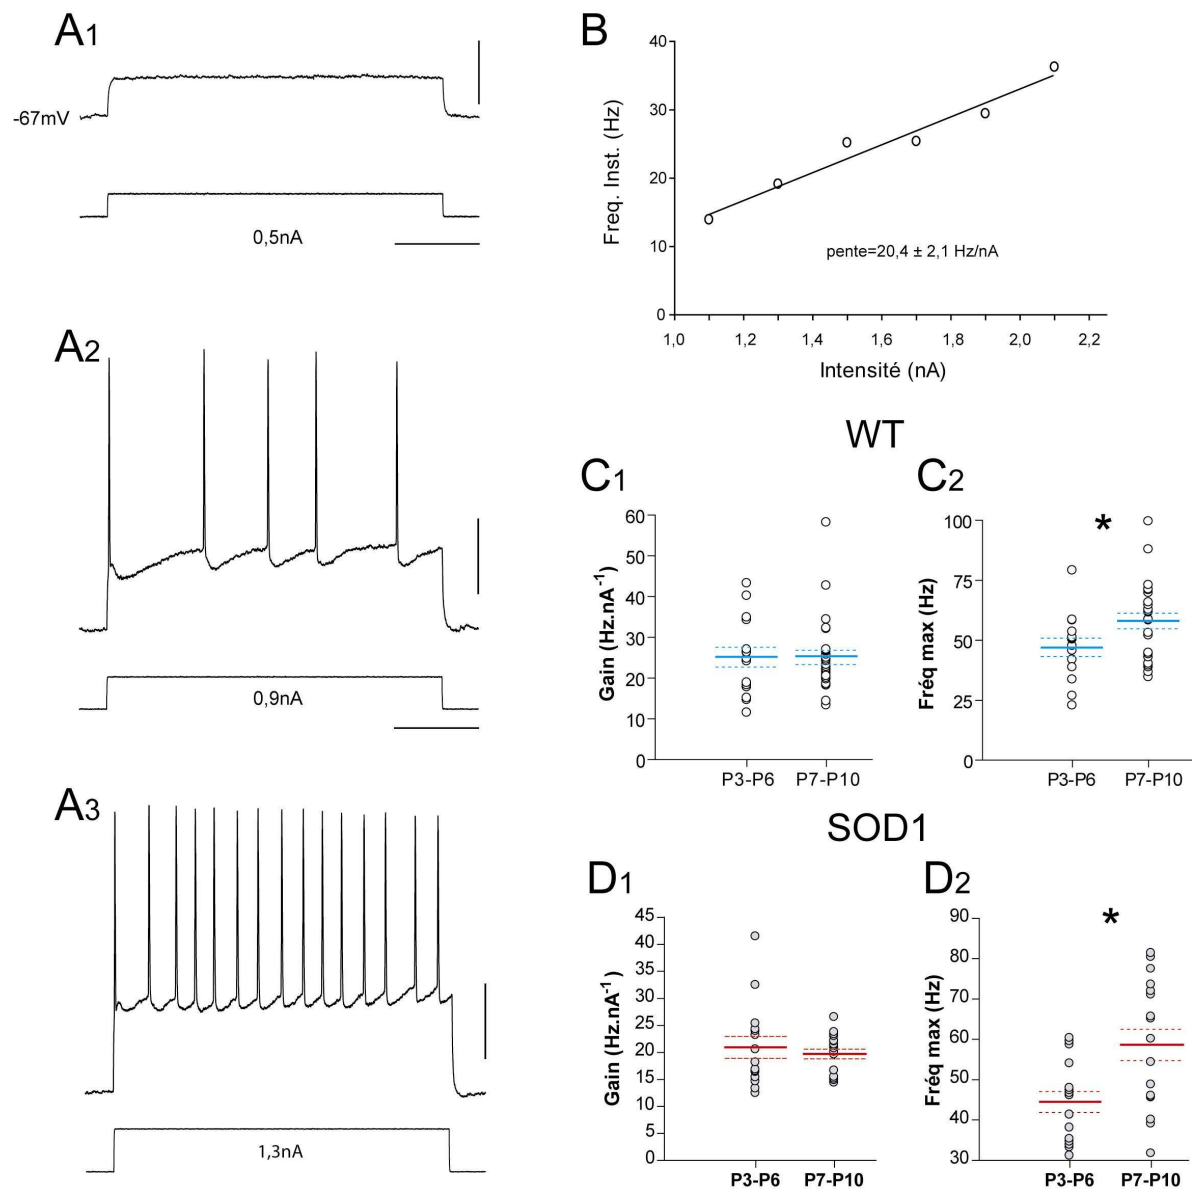 A1
-67mV
0,5nA
A2
0,9nA
A3
1,3nA
B
40
30
20
10
0
Freq. Inst. (Hz)
pente=20,4 ± 2,1 Hz/nA
1,0 1,2 1,4 1,6 1,8 2,0 2,2
Intensité (nA)
WT
C1
60
50
40
30
20
10
0
Gain (Hz.nA-1)
P3-P6 P7-P10
C2
*
100
75
50
25
0
Fréq max (Hz)
P3-P6 P7-P10
SOD1
D1
45
40
35
30
25
20
15
10
5
0
Gain (Hz.nA-1 )
P3-P6 P7-P10
D2
*
90
80
70
60
50
40
30
Fréq max (Hz)
P3-P6 P7-P10